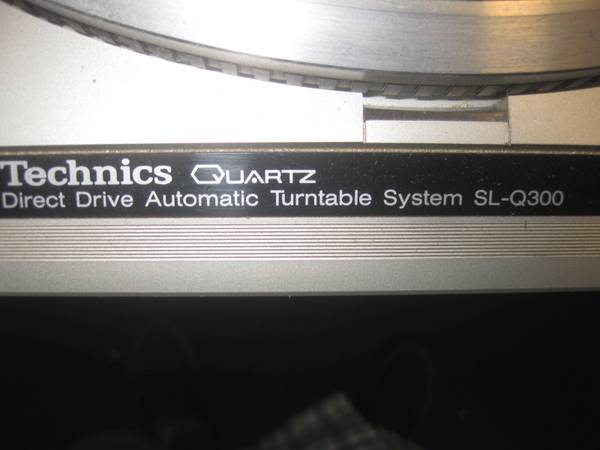 Technics QUARTZ
Direct Drive Automatic Turntable System SL-Q300